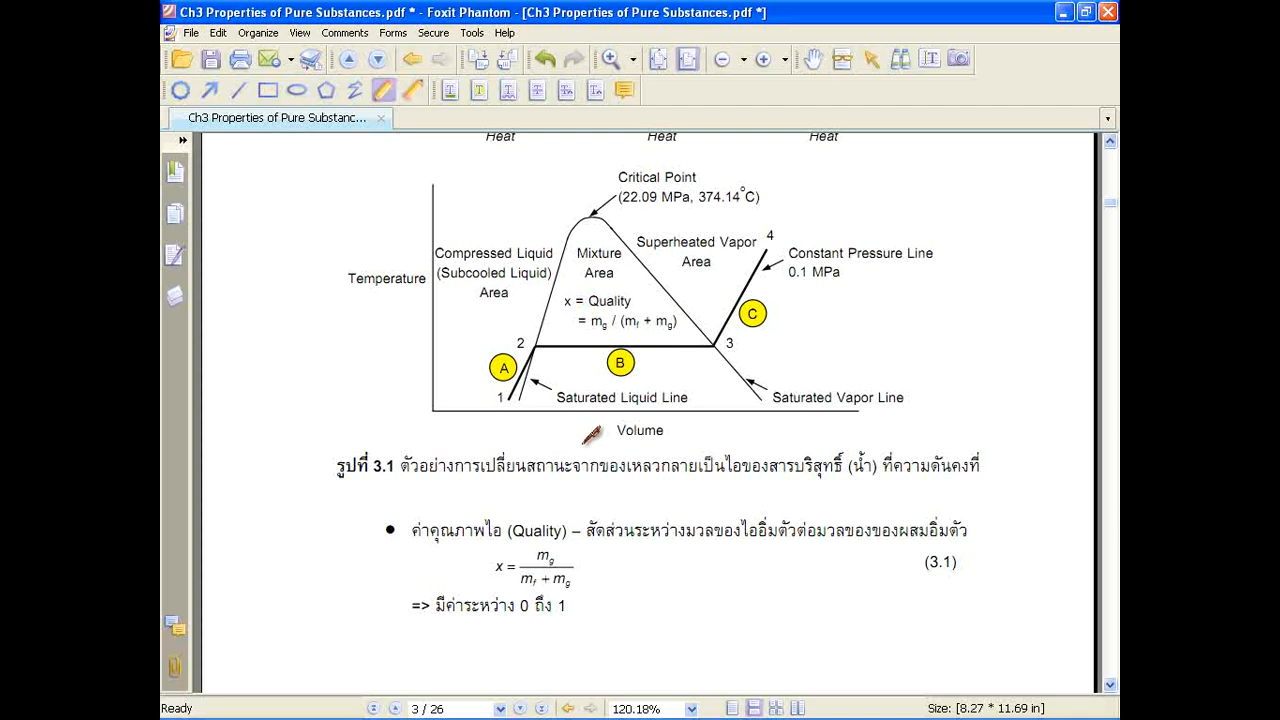 Ch3 Properties of Pure Substances.pdf * - Foxit Phantom - [Ch3 Properties of Pure Substances.pdf *]
File Edit Organize View Comments Forms Secure Tools Help
Ch3 Properties of Pure Substanc...
Heat Heat Heat
Critical Point
(22.09 MPa, 374.14°C)
Compressed Liquid
(Subcooled Liquid)
Area
Mixture
Area
Superheated Vapor
Area
4
Constant Pressure Line
0.1 MPa
Temperature
x = Quality
= mg / (mf + mg)
C
2
3
A
B
1
Saturated Liquid Line
Saturated Vapor Line
Volume
รูปที่ 3.1 ตัวอย่างการเปลี่ยนสถานะจากของเหลวกลายเป็นไอของสารบริสุทธิ์ (น้ำ) ที่ความดันคงที่
● ค่าคุณภาพไอ (Quality) – สัดส่วนระหว่างมวลของไออิ่มตัวต่อมวลของของผสมอิ่มตัว
x = mg / (mf + mg) (3.1)
=> มีค่าระหว่าง 0 ถึง 1
Ready 3 / 26 120.18% Size: [8.27 * 11.69 in]